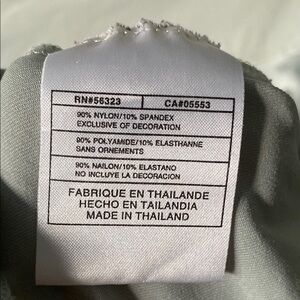 RN#56323 CA#05553
90% NYLON/10% SPANDEX
EXCLUSIVE OF DECORATION
90% POLYAMIDE/10% ELASTHANNE
SANS ORNEMENTS
90% NAILON/10% ELASTANO
NO INCLUYE LA DECORACION
FABRIQUE EN THAILANDE
HECHO EN TAILANDIA
MADE IN THAILAND